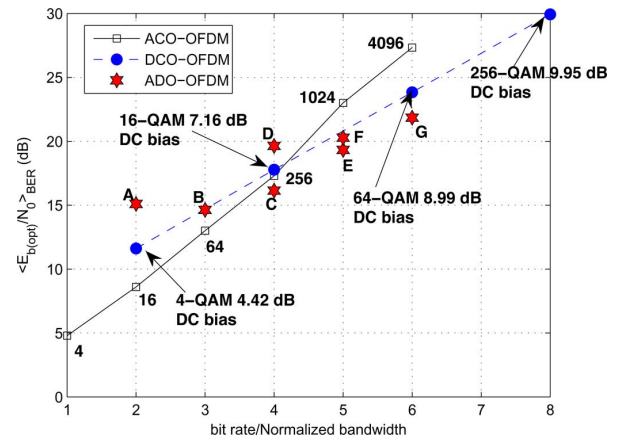 30
25
20
15
10
5
0
<E_b(opt)/N_0>_BER (dB)
ACO−OFDM
DCO−OFDM
ADO−OFDM
4096
256−QAM 9.95 dB
DC bias
1024
16−QAM 7.16 dB
DC bias
D
F
G
E
A
B
C
256
64−QAM 8.99 dB
DC bias
64
16
4−QAM 4.42 dB
DC bias
4
1
2
3
4
5
6
7
8
bit rate/Normalized bandwidth